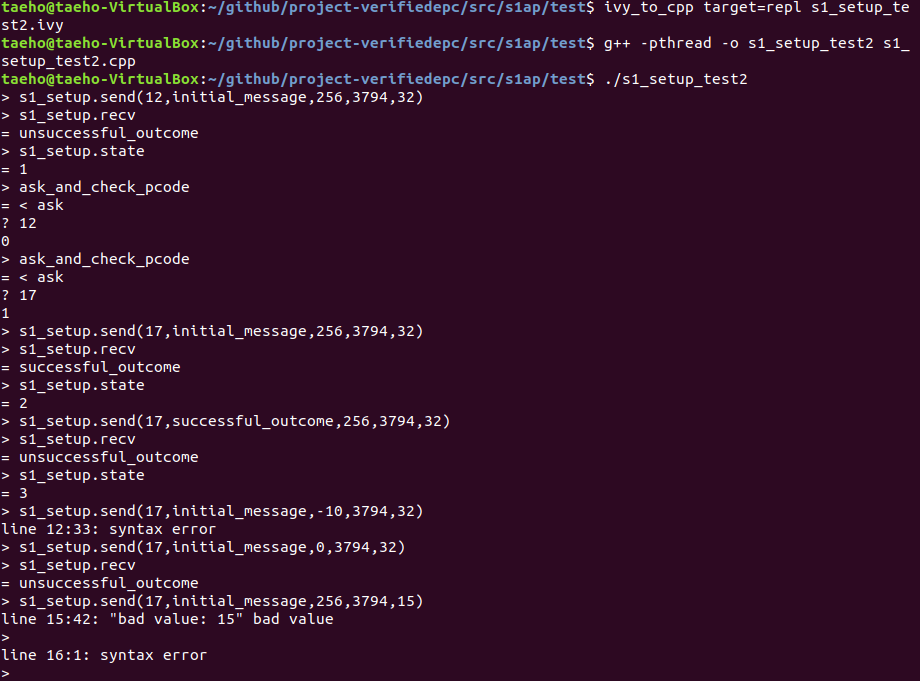 taeho@taeho-VirtualBox:~/github/project-verifiedepc/src/s1ap/test$ ivy_to_cpp target=repl s1_setup_te
st2.ivy
taeho@taeho-VirtualBox:~/github/project-verifiedepc/src/s1ap/test$ g++ -pthread -o s1_setup_test2 s1_
setup_test2.cpp
taeho@taeho-VirtualBox:~/github/project-verifiedepc/src/s1ap/test$ ./s1_setup_test2
> s1_setup.send(12,initial_message,256,3794,32)
> s1_setup.recv
= unsuccessful_outcome
> s1_setup.state
= 1
> ask_and_check_pcode
= < ask
? 12
0
> ask_and_check_pcode
= < ask
? 17
1
> s1_setup.send(17,initial_message,256,3794,32)
> s1_setup.recv
= successful_outcome
> s1_setup.state
= 2
> s1_setup.send(17,successful_outcome,256,3794,32)
> s1_setup.recv
= unsuccessful_outcome
> s1_setup.state
= 3
> s1_setup.send(17,initial_message,-10,3794,32)
line 12:33: syntax error
> s1_setup.send(17,initial_message,0,3794,32)
> s1_setup.recv
= unsuccessful_outcome
> s1_setup.send(17,initial_message,256,3794,15)
line 15:42: "bad value: 15" bad value
>
line 16:1: syntax error
>